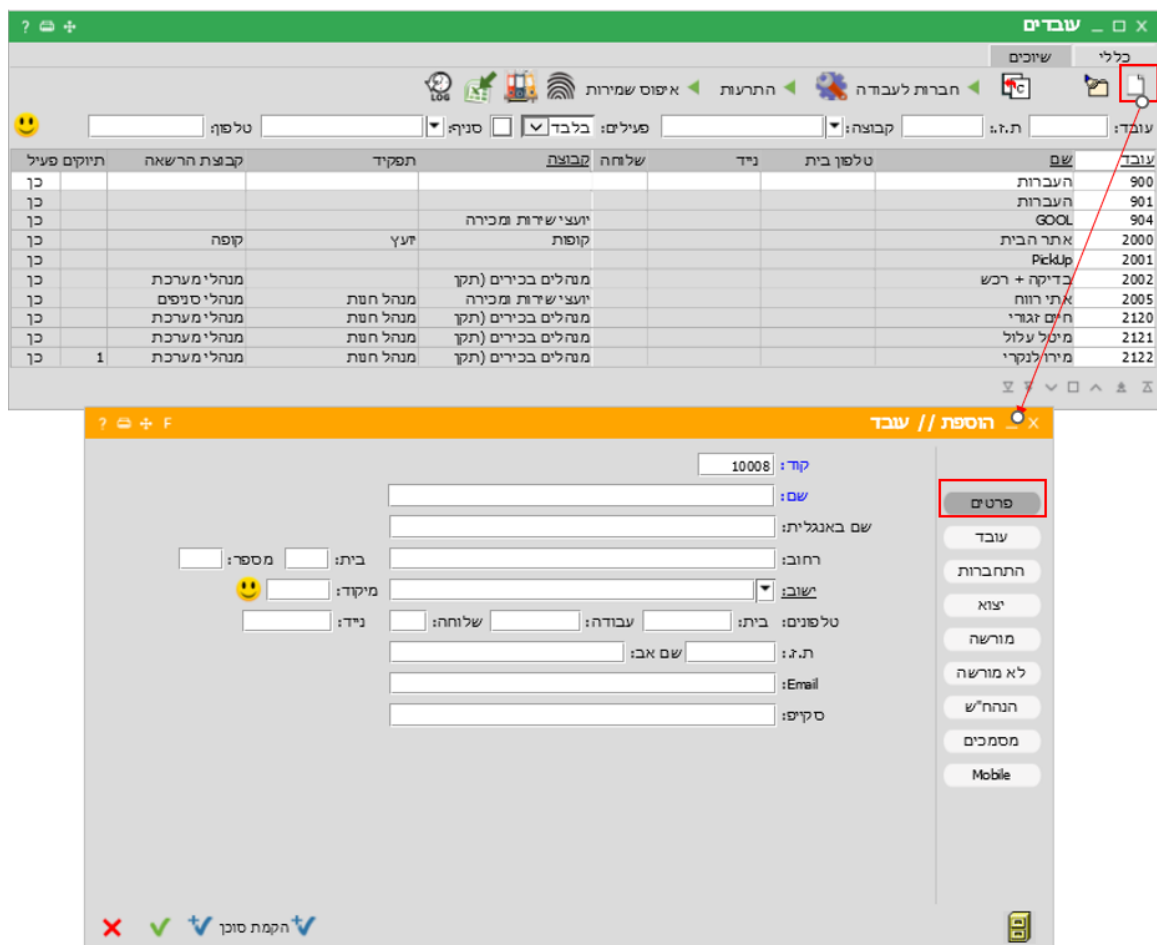 עובדים
כללי שיוכים
חברות לעבודה התרעות איפוס שמירות LOG
עובד: ת.ז.: קבוצה: פעילים: בלבד סניף: טלפון:
עובד שם טלפון בית נייד שלוחה קבוצה תפקיד קבוצת הרשאה תיוקים פעיל
900 העברות כן
901 העברות כן
904 GOOL יועצי שירות ומכירה כן
2000 אתר הבית קופות יועץ קופה כן
2001 PickUp כן
2002 בדיקה + רכש מנהלים בכירים (תקן מנהלי מערכת כן
2005 אתי רווח יועצי שירות ומכירה מנהל חנות מנהלי סניפים כן
2120 חיים זגורי מנהלים בכירים (תקן מנהל חנות מנהלי מערכת כן
2121 מיטל עלול מנהלים בכירים (תקן מנהל חנות מנהלי מערכת כן
2122 מירו לנקרי מנהלים בכירים (תקן מנהל חנות מנהלי מערכת 1 כן
הוספת // עובד F ?
קוד: 10008
שם:
שם באנגלית:
רחוב: בית: מספר:
ישוב: מיקוד:
טלפונים: בית: עבודה: שלוחה: נייד:
ת.ז.: שם אב:
Email:
סקייפ:
פרטים
עובד
התחברות
יצוא
מורשה
לא מורשה
הנהח"ש
מסמכים
Mobile
הקמת סוכן